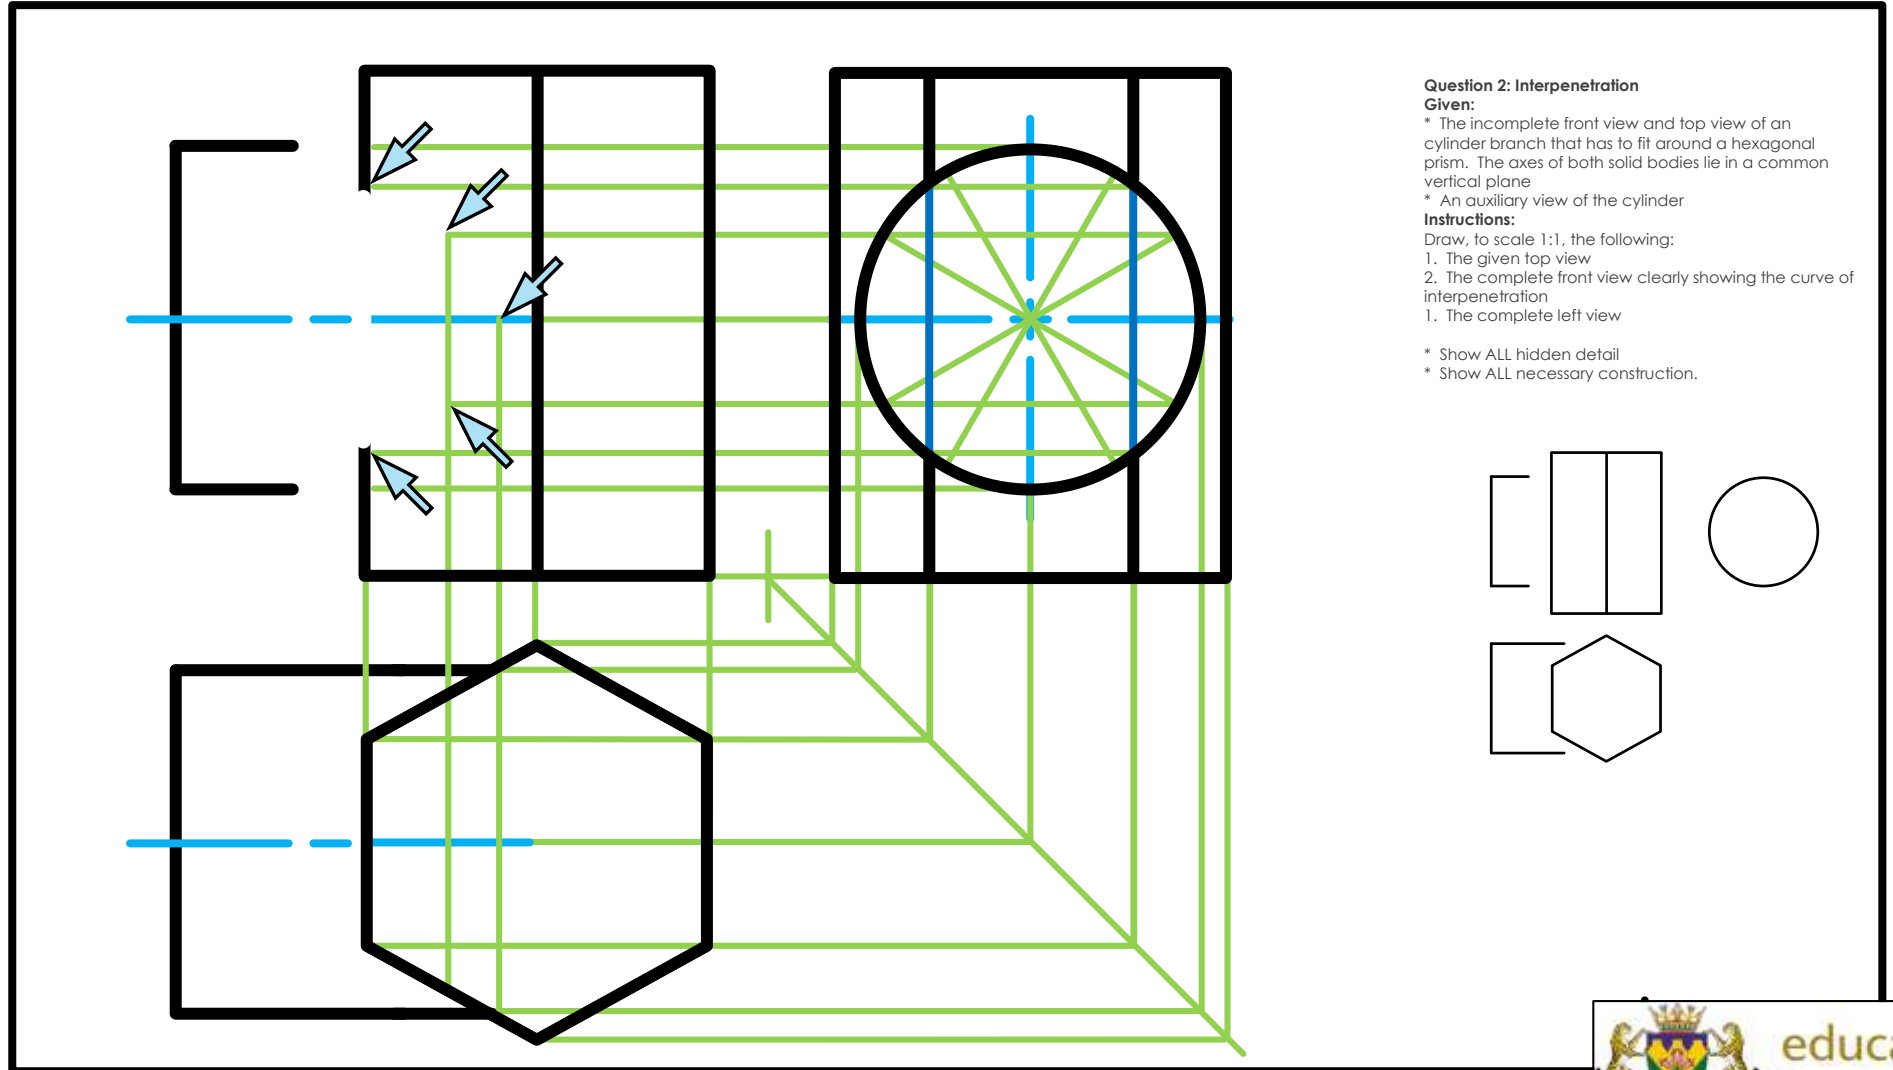 Question 2: Interpenetration
Given:
* The incomplete front view and top view of an
cylinder branch that has to fit around a hexagonal
prism. The axes of both solid bodies lie in a common
vertical plane
* An auxiliary view of the cylinder
Instructions:
Draw, to scale 1:1, the following:
1. The given top view
2. The complete front view clearly showing the curve of
interpenetration
1. The complete left view
* Show ALL hidden detail
* Show ALL necessary construction.